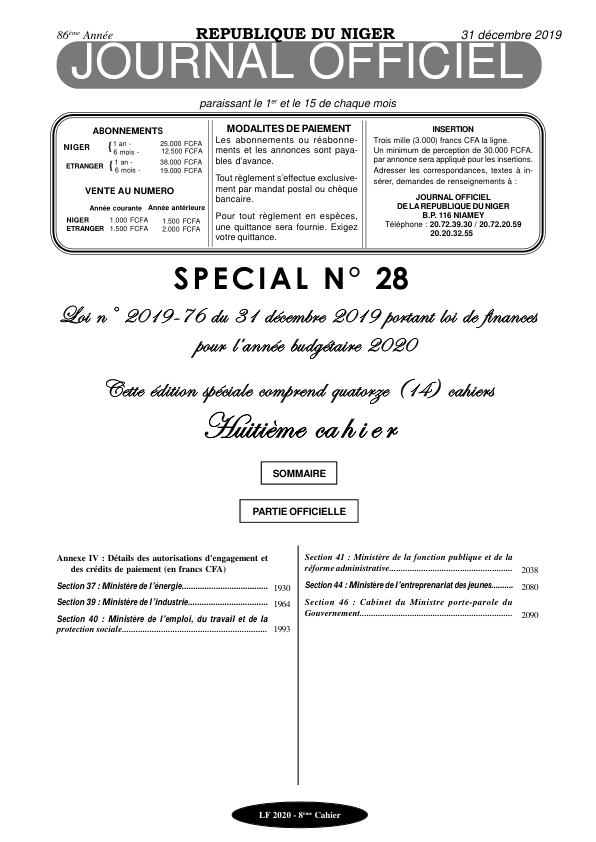 86ème Année
REPUBLIQUE DU NIGER
31 décembre 2019
JOURNAL OFFICIEL
paraissant le 1er et le 15 de chaque mois
ABONNEMENTS
NIGER { 1 an - 25.000 FCFA
6 mois - 12.500 FCFA
ETRANGER { 1 an - 38.000 FCFA
6 mois - 19.000 FCFA
VENTE AU NUMERO
Année courante Année antérieure
NIGER 1.000 FCFA 1.500 FCFA
ETRANGER 1.500 FCFA 2.000 FCFA
MODALITES DE PAIEMENT
Les abonnements ou réabonne-
ments et les annonces sont paya-
bles d'avance.
Tout règlement s'effectue exclusive-
ment par mandat postal ou chèque
bancaire.
Pour tout règlement en espèces,
une quittance sera fournie. Exigez
votre quittance.
INSERTION
Trois mille (3.000) francs CFA la ligne.
Un minimum de perception de 30.000 FCFA.
par annonce sera appliqué pour les insertions.
Adresser les correspondances, textes à in-
sérer, demandes de renseignements à :
JOURNAL OFFICIEL
DE LA REPUBLIQUE DU NIGER
B.P. 116 NIAMEY
Téléphone : 20.72.39.30 / 20.72.20.59
20.20.32.55
SPECIAL N° 28
Loi n° 2019-76 du 31 décembre 2019 portant loi de finances
pour l'année budgétaire 2020
Cette édition spéciale comprend quatorze (14) cahiers
Huitième cahier
SOMMAIRE
PARTIE OFFICIELLE
Annexe IV : Détails des autorisations d'engagement et
des crédits de paiement (en francs CFA)
Section 37 : Ministère de l'énergie..................................... 1930
Section 39 : Ministère de l'industrie.................................. 1964
Section 40 : Ministère de l'emploi, du travail et de la
protection sociale............................................................... 1993
Section 41 : Ministère de la fonction publique et de la
réforme administrative..................................................... 2038
Section 44 : Ministère de l'entreprenariat des jeunes......... 2080
Section 46 : Cabinet du Ministre porte-parole du
Gouvernement................................................................. 2090
LF 2020 - 8ème Cahier